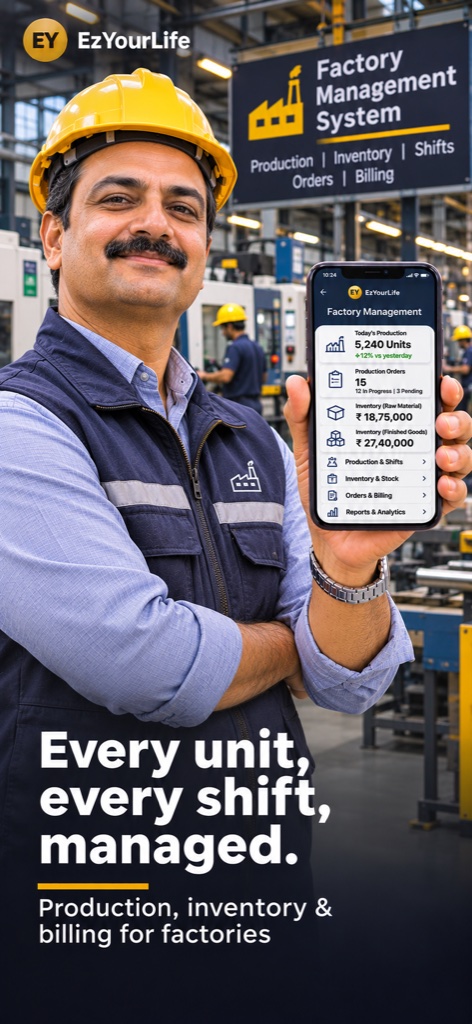 EY EzYourLife
Factory
Management
System
Production | Inventory | Shifts
Orders | Billing
10:24
EY EzYourLife
Factory Management
Today's Production
5,240 Units
+12% vs yesterday
Production Orders
15
12 In Progress | 3 Pending
Inventory (Raw Material)
₹ 18,75,000
Inventory (Finished Goods)
₹ 27,40,000
Production & Shifts
Inventory & Stock
Orders & Billing
Reports & Analytics
Every unit,
every shift,
managed.
Production, inventory &
billing for factories